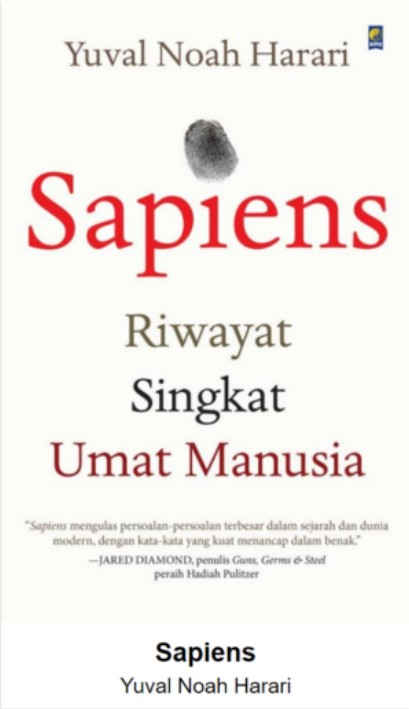 Yuval Noah Harari
KPG
Sapiens
Riwayat
Singkat
Umat Manusia
"Sapiens mengulas persoalan-persoalan terbesar dalam sejarah dan dunia
modern, dengan kata-kata yang kuat menancap dalam benak."
—JARED DIAMOND, penulis Guns, Germs & Steel
peraih Hadiah Pulitzer
Sapiens
Yuval Noah Harari